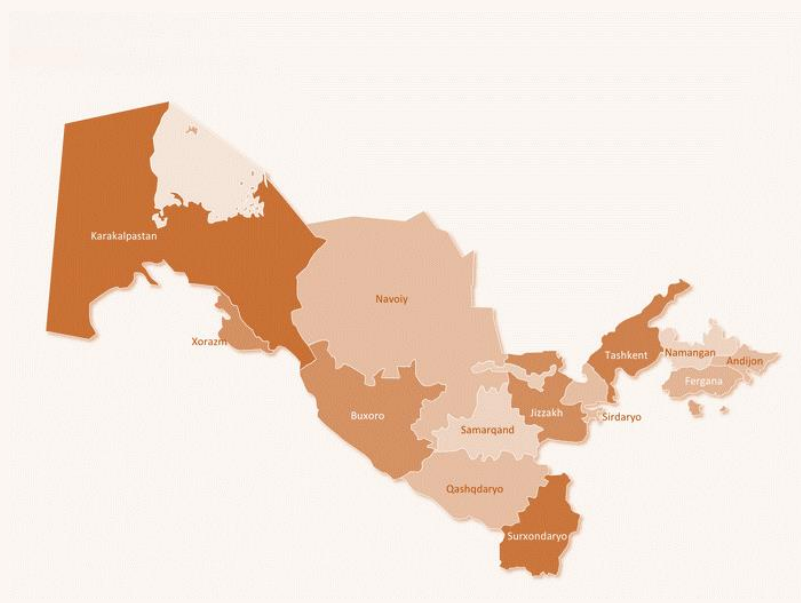 Karakalpastan
Navoiy
Xorazm
Tashkent
Namangan
Andijon
Fergana
Buxoro
Jizzakh
Sirdaryo
Samarqand
Qashqdaryo
Surxondaryo